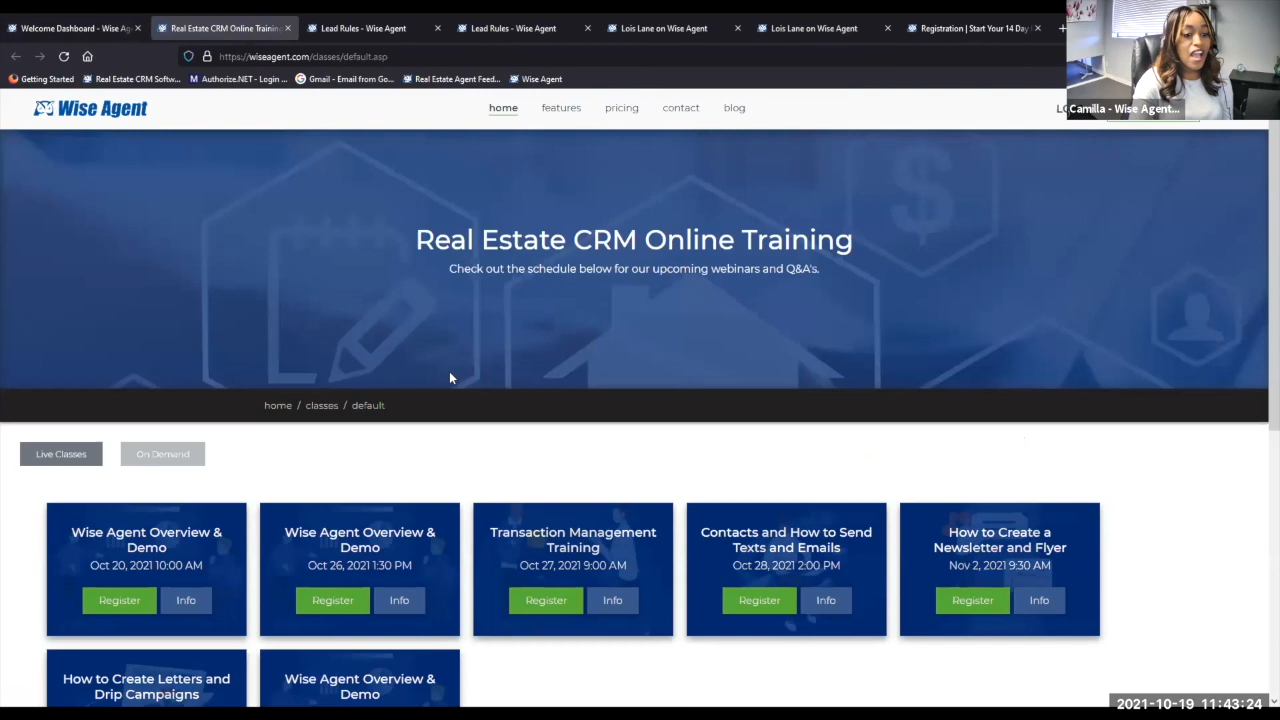 Welcome Dashboard - Wise Ag
Real Estate CRM Online Trainin
Lead Rules - Wise Agent
Lead Rules - Wise Agent
Lois Lane on Wise Agent
Lois Lane on Wise Agent
Registration | Start Your 14 Day
https://wiseagent.com/classes/default.asp
Getting Started
Real Estate CRM Softw...
Authorize.NET - Login ...
Gmail - Email from Go...
Real Estate Agent Feed...
Wise Agent
Camilla - Wise Agent...
Wise Agent
home
features
pricing
contact
blog
Real Estate CRM Online Training
Check out the schedule below for our upcoming webinars and Q&A's.
home / classes / default
Live Classes
On Demand
Wise Agent Overview &
Demo
Oct 20, 2021 10:00 AM
Register
Info
Wise Agent Overview &
Demo
Oct 26, 2021 1:30 PM
Register
Info
Transaction Management
Training
Oct 27, 2021 9:00 AM
Register
Info
Contacts and How to Send
Texts and Emails
Oct 28, 2021 2:00 PM
Register
Info
How to Create a
Newsletter and Flyer
Nov 2, 2021 9:30 AM
Register
Info
How to Create Letters and
Drip Campaigns
Wise Agent Overview &
Demo
2021-10-19 11:43:24